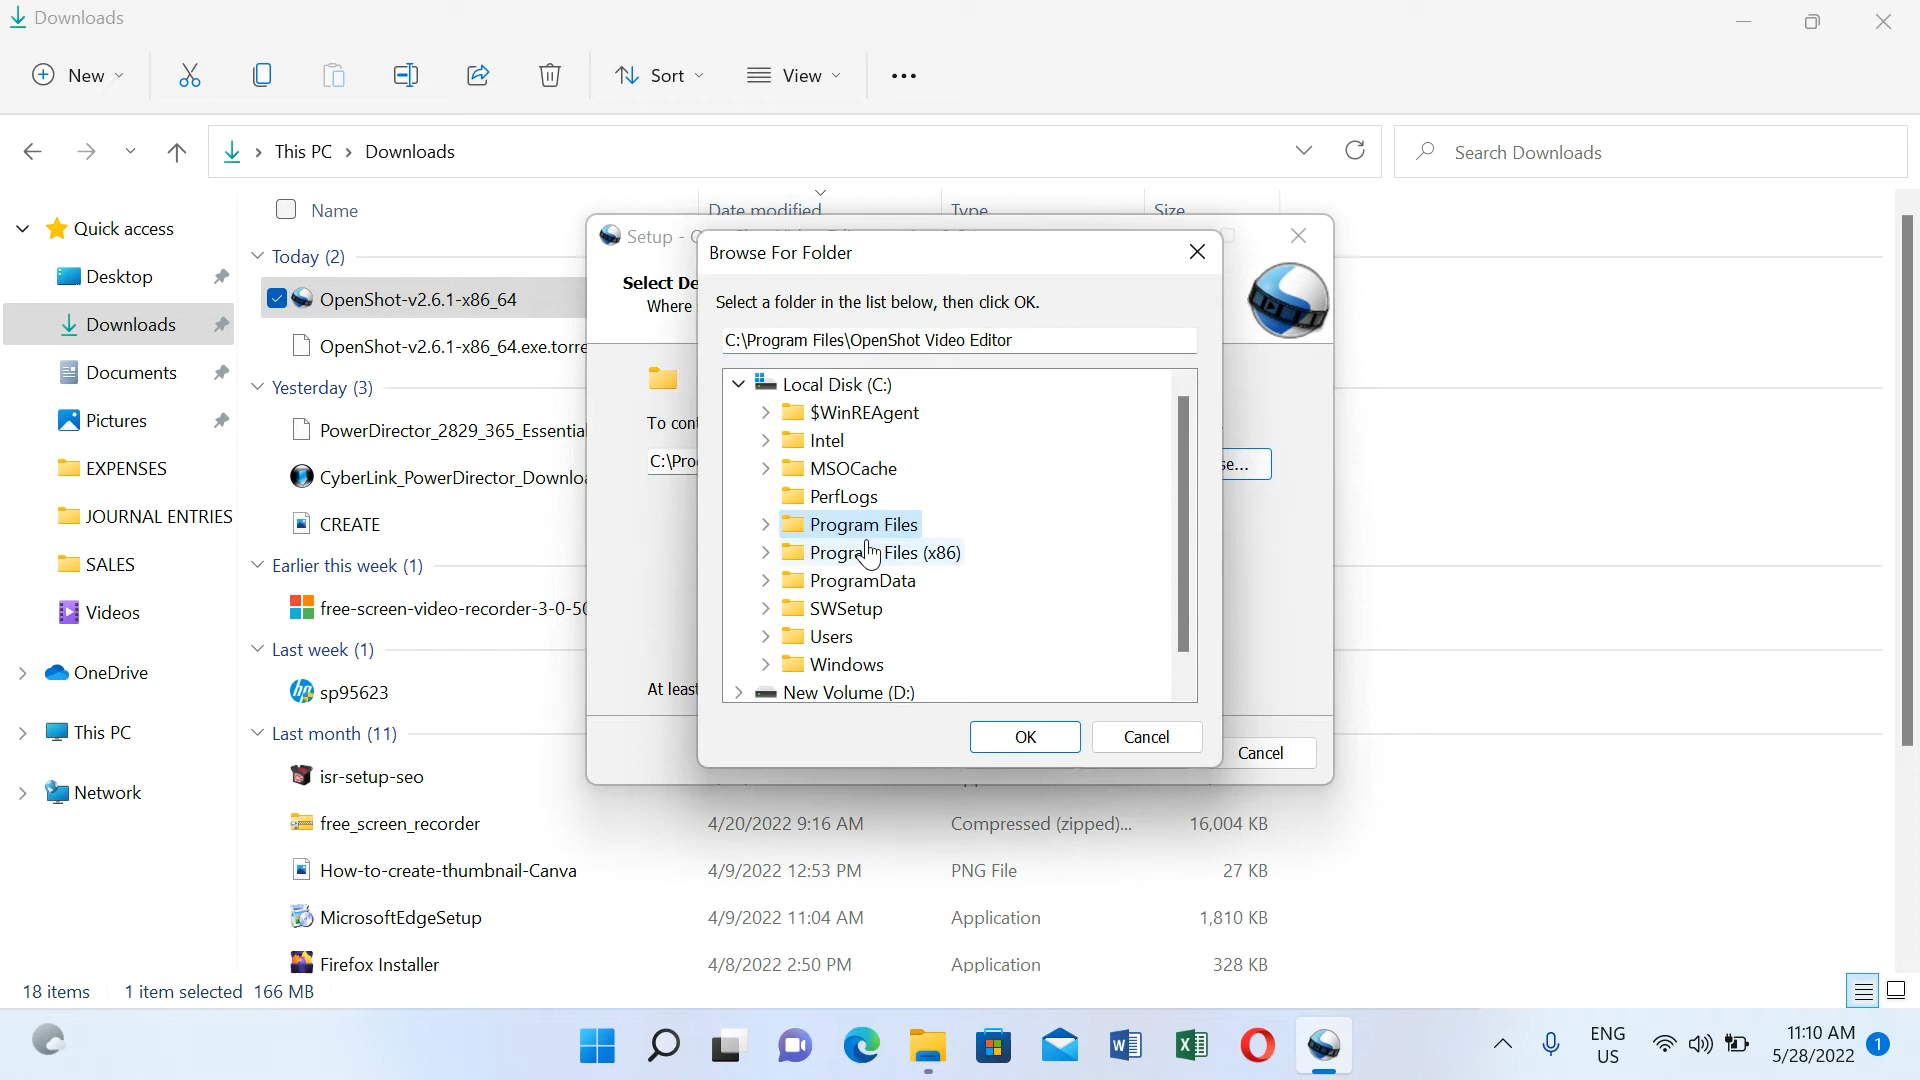 Downloads
New
Sort
View
This PC > Downloads
Search Downloads
Name
Date modified
Type
Size
Quick access
Desktop
Downloads
Documents
Pictures
EXPENSES
JOURNAL ENTRIES
SALES
Videos
OneDrive
This PC
Network
Today (2)
OpenShot-v2.6.1-x86_64
OpenShot-v2.6.1-x86_64.exe.torre
Yesterday (3)
PowerDirector_2829_365_Essential
CyberLink_PowerDirector_Downlo
CREATE
Earlier this week (1)
free-screen-video-recorder-3-0-50
Last week (1)
sp95623
Last month (11)
isr-setup-seo
free_screen_recorder 4/20/2022 9:16 AM Compressed (zipped)... 16,004 KB
How-to-create-thumbnail-Canva 4/9/2022 12:53 PM PNG File 27 KB
MicrosoftEdgeSetup 4/9/2022 11:04 AM Application 1,810 KB
Firefox Installer 4/8/2022 2:50 PM Application 328 KB
Setup -
Select De
Where
To cont
C:\Pro
se...
At least
Cancel
Browse For Folder
Select a folder in the list below, then click OK.
C:\Program Files\OpenShot Video Editor
Local Disk (C:)
$WinREAgent
Intel
MSOCache
PerfLogs
Program Files
Program Files (x86)
ProgramData
SWSetup
Users
Windows
New Volume (D:)
OK
Cancel
18 items 1 item selected 166 MB
ENG
US
11:10 AM
5/28/2022
1